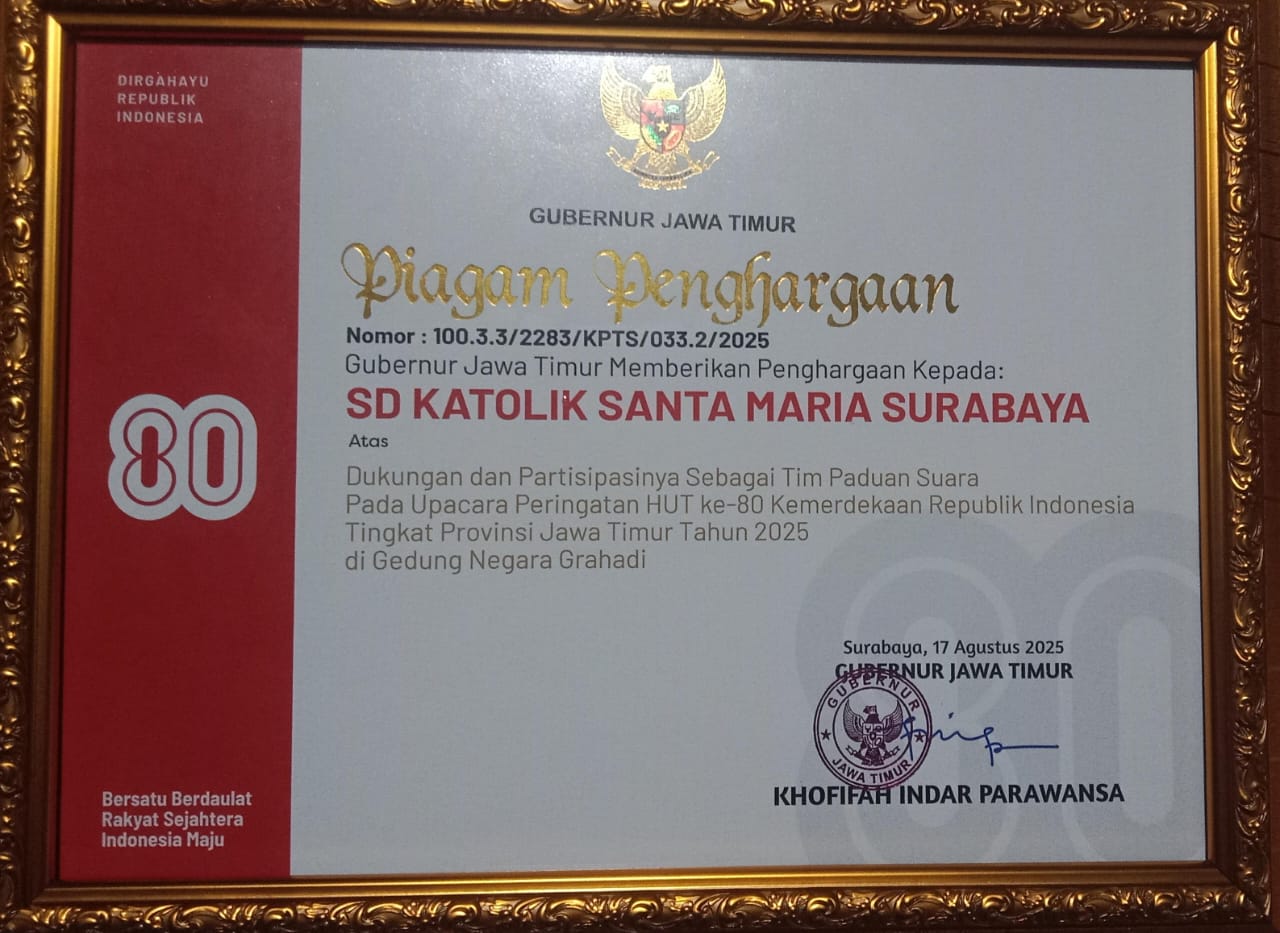 DIRGAHAYU
REPUBLIK
INDONESIA
GUBERNUR JAWA TIMUR
Piagam Penghargaan
Nomor : 100.3.3/2283/KPTS/033.2/2025
Gubernur Jawa Timur Memberikan Penghargaan Kepada:
SD KATOLIK SANTA MARIA SURABAYA
Atas
Dukungan dan Partisipasinya Sebagai Tim Paduan Suara
Pada Upacara Peringatan HUT ke-80 Kemerdekaan Republik Indonesia
Tingkat Provinsi Jawa Timur Tahun 2025
di Gedung Negara Grahadi
80
80
Surabaya, 17 Agustus 2025
GUBERNUR JAWA TIMUR
GUBERNUR
JAWA TIMUR
KHOFIFAH INDAR PARAWANSA
Bersatu Berdaulat
Rakyat Sejahtera
Indonesia Maju